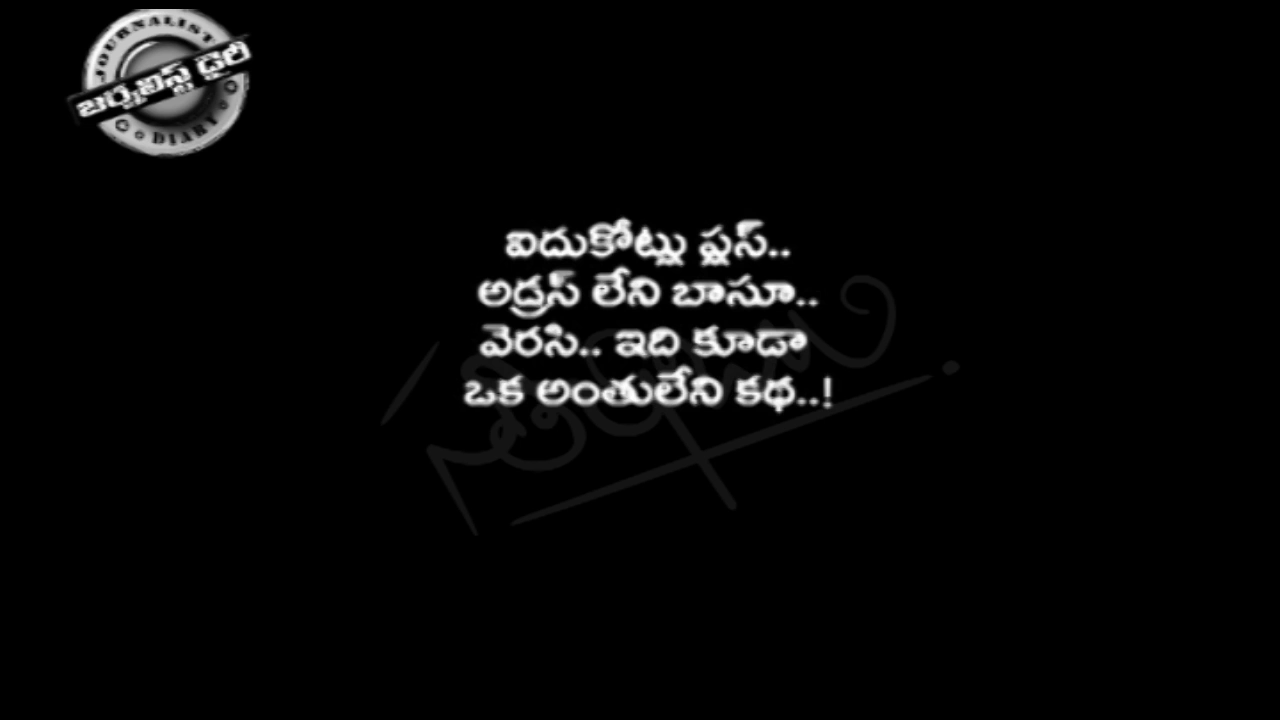 JOURNALIST
జర్నలిస్ట్ డైరీ
DIARY
ఐదుకోట్లు ప్లస్..
అడ్రస్ లేని బాసూ..
వెరసి.. ఇది కూడా
ఒక అంతులేని కథ..!